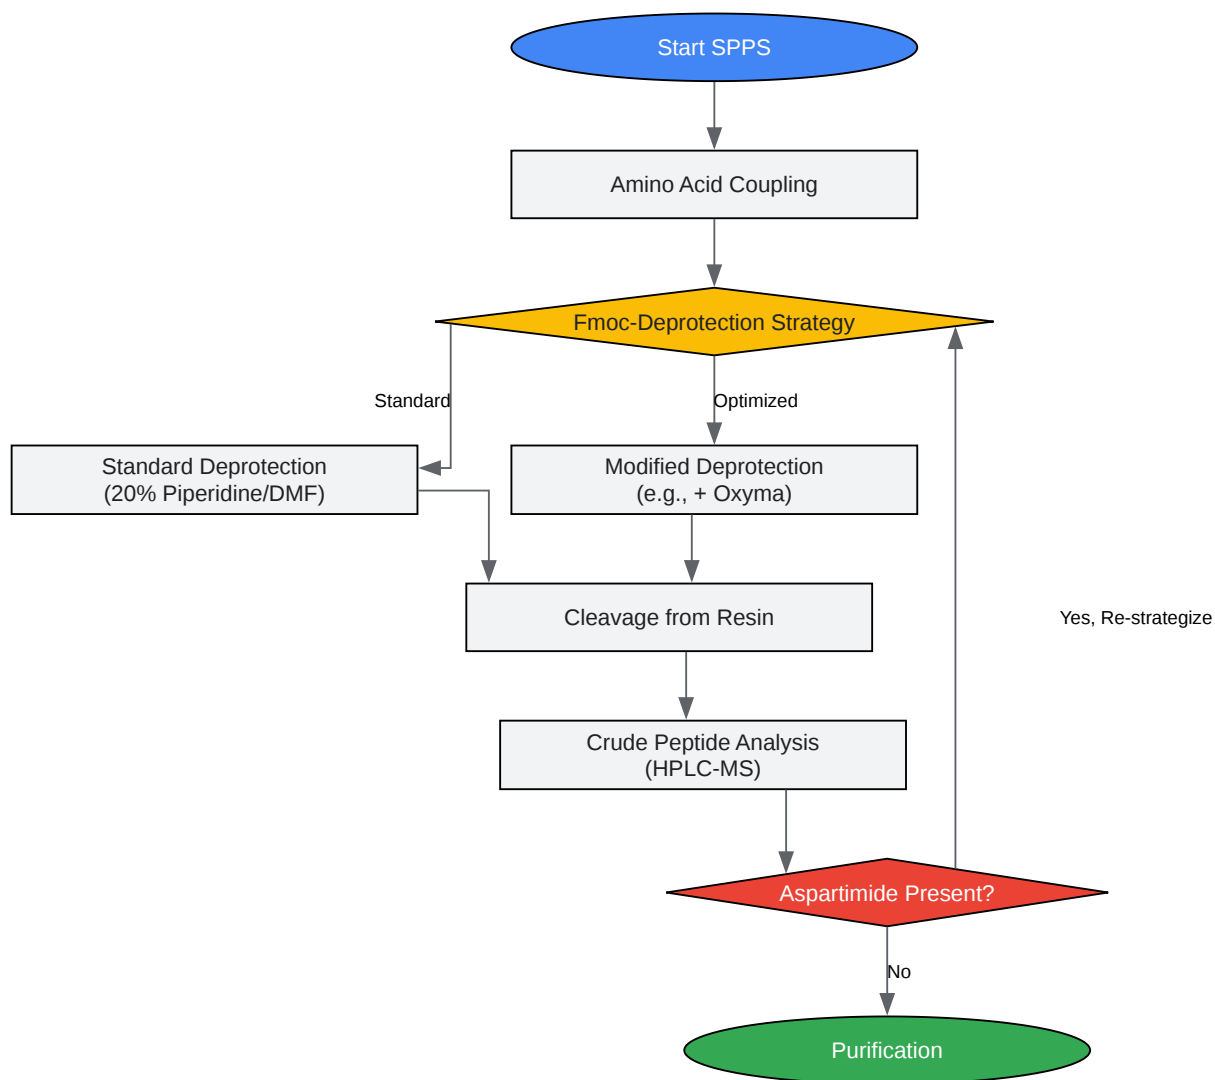 Start SPPS
Amino Acid Coupling
Fmoc-Deprotection Strategy
Standard
Optimized
Standard Deprotection
(20% Piperidine/DMF)
Modified Deprotection
(e.g., + Oxyma)
Cleavage from Resin
Yes, Re-strategize
Crude Peptide Analysis
(HPLC-MS)
Aspartimide Present?
No
Purification